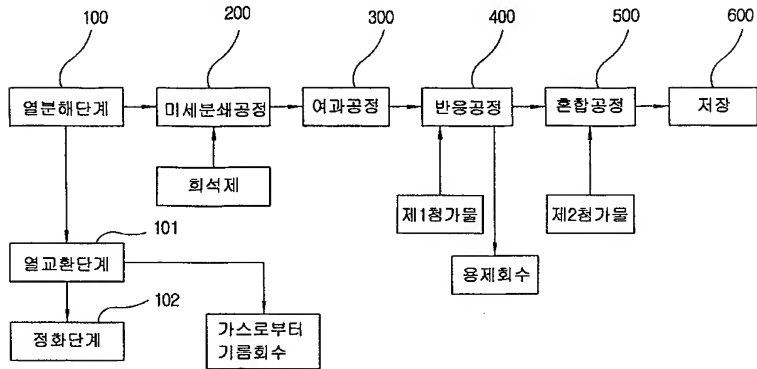 100
200
300
400
500
600
열분해단계
미세분쇄공정
여과공정
반응공정
혼합공정
저장
희석제
제1첨가물
제2첨가물
101
열교환단계
용제회수
102
정화단계
가스로부터
기름회수